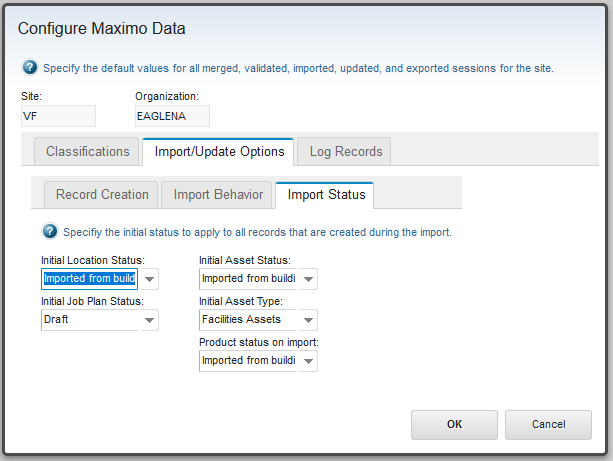 Configure Maximo Data
? Specify the default values for all merged, validated, imported, updated, and exported sessions for the site.
Site: Organization:
VF EAGLENA
Classifications Import/Update Options Log Records
Record Creation Import Behavior Import Status
? Specifiy the initial status to apply to all records that are created during the import.
Initial Location Status: Initial Asset Status:
Imported from build Imported from buildi
Initial Job Plan Status: Initial Asset Type:
Draft Facilities Assets
Product status on import:
Imported from buildi
OK Cancel